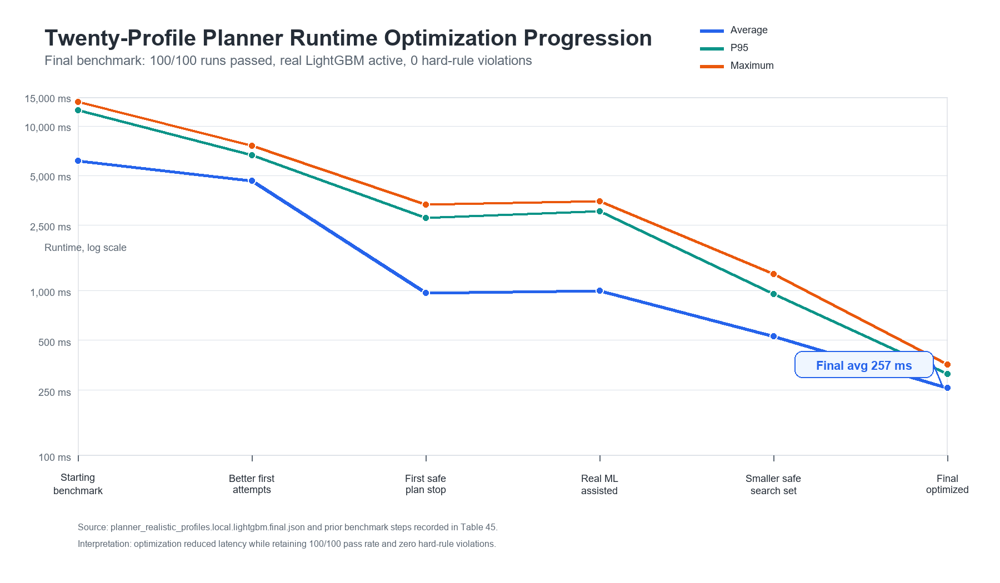 Twenty-Profile Planner Runtime Optimization Progression
Final benchmark: 100/100 runs passed, real LightGBM active, 0 hard-rule violations
Average
P95
Maximum
15,000 ms
10,000 ms
5,000 ms
2,500 ms
Runtime, log scale
1,000 ms
500 ms
250 ms
100 ms
Final avg 257 ms
Starting
benchmark
Better first
attempts
First safe
plan stop
Real ML
assisted
Smaller safe
search set
Final
optimized
Source: planner_realistic_profiles.local.lightgbm.final.json and prior benchmark steps recorded in Table 45.
Interpretation: optimization reduced latency while retaining 100/100 pass rate and zero hard-rule violations.